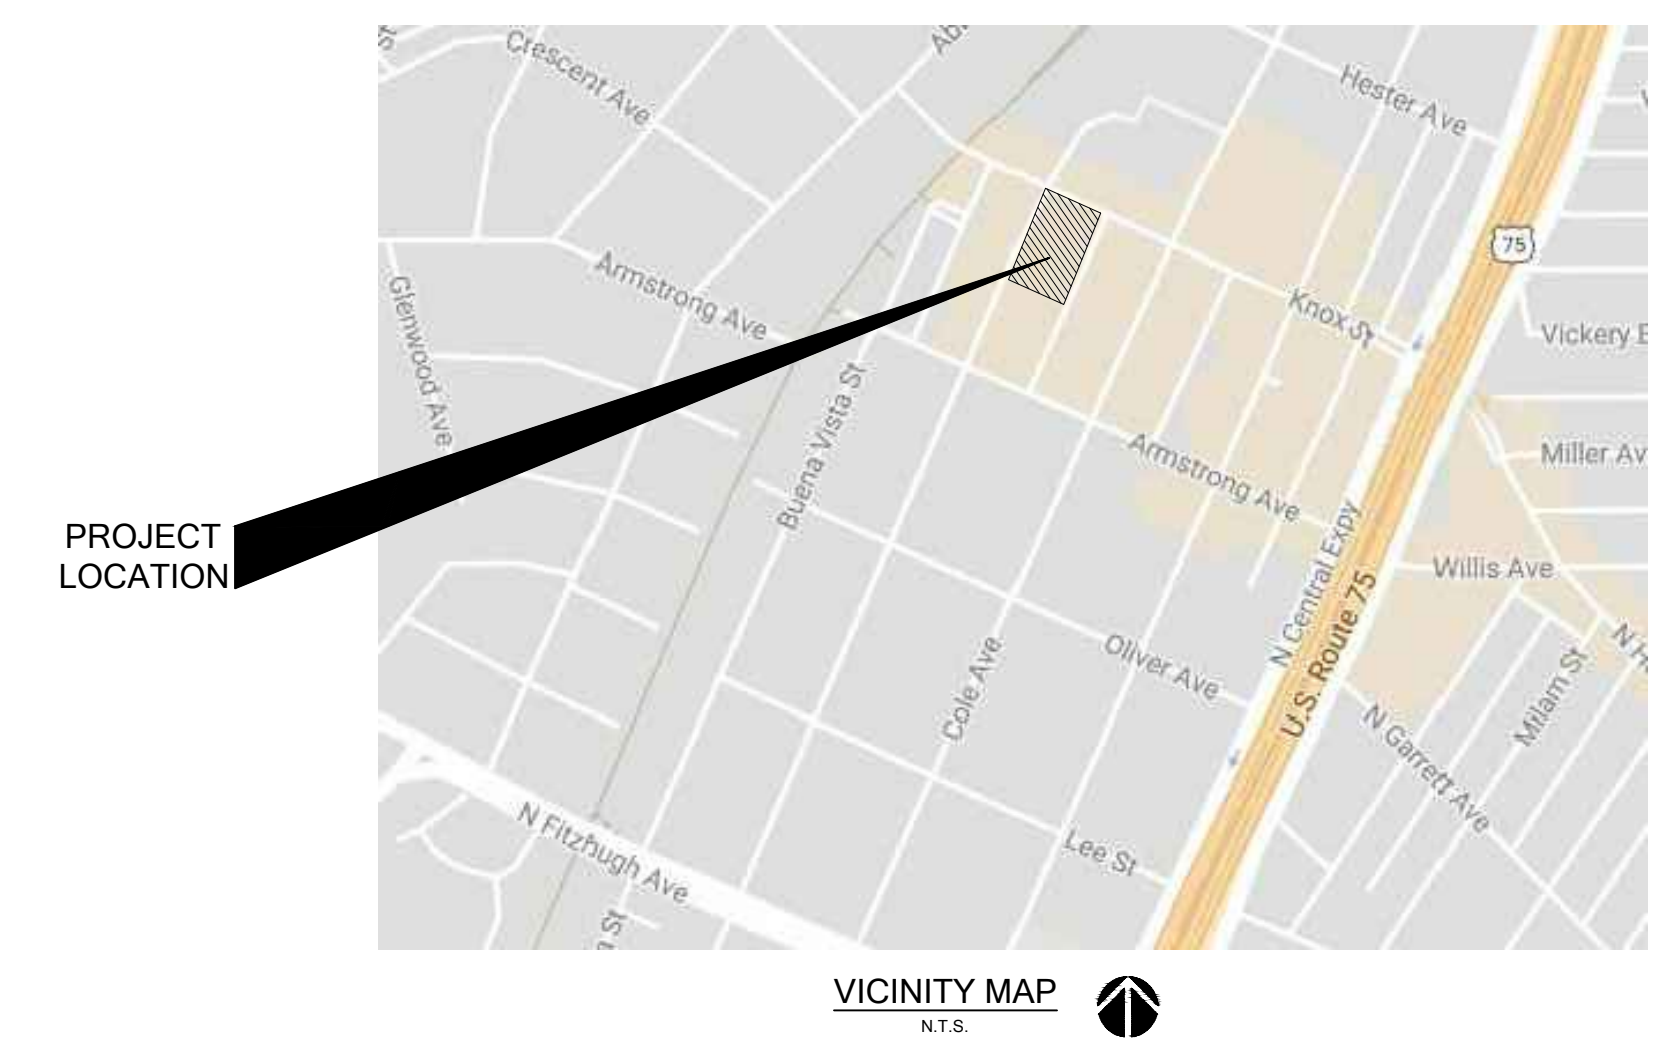 Crescent Ave
Hester Ave
75
Armstrong Ave
Glenwood Ave
Knox St
Vickery
Buena Vista St
Armstrong Ave
Miller Av
PROJECT
LOCATION
N Central Expy
U.S. Route 75
Willis Ave
Oliver Ave
Cole Ave
Milam St
N Garrett Ave
N Fitzhugh Ave
Lee St
St
St
VICINITY MAP
N.T.S.